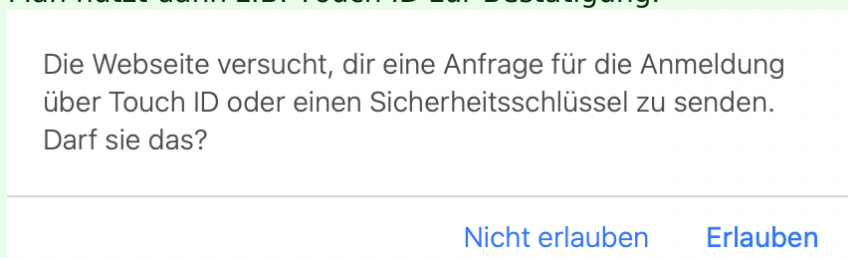 Die Webseite versucht, dir eine Anfrage für die Anmeldung
über Touch ID oder einen Sicherheitsschlüssel zu senden.
Darf sie das?
Nicht erlauben Erlauben